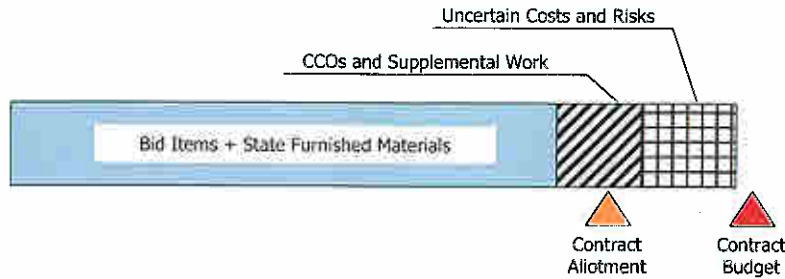 Uncertain Costs and Risks
CCOs and Supplemental Work
Bid Items + State Furnished Materials
Contract
Allotment
Contract
Budget